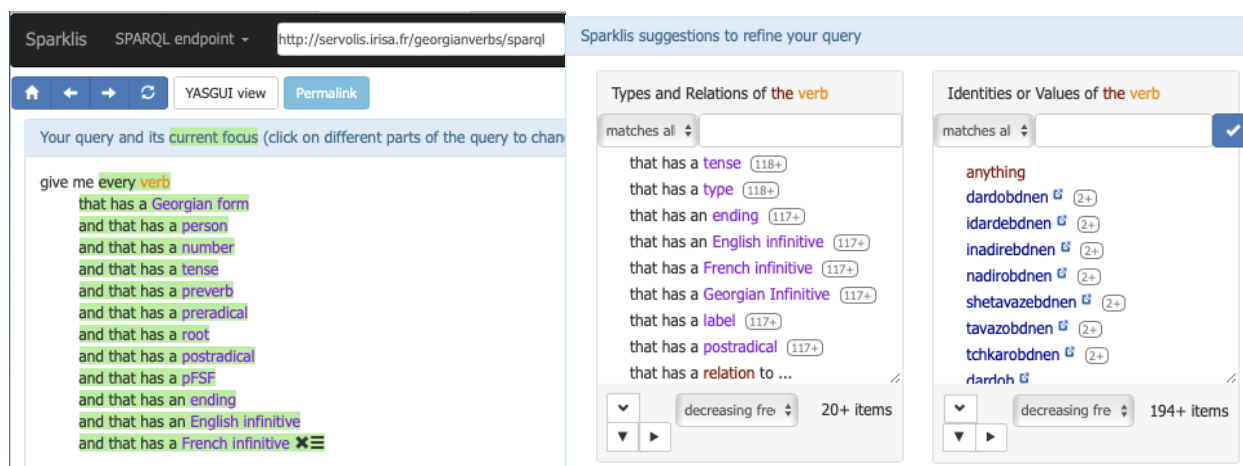 Sparklis SPARQL endpoint http://servolis.irisa.fr/georgianverbs/sparql
YASGUI view Permalink
Your query and its current focus (click on different parts of the query to chan
give me every verb
that has a Georgian form
and that has a person
and that has a number
and that has a tense
and that has a preverb
and that has a preradical
and that has a root
and that has a postradical
and that has a pFSF
and that has an ending
and that has an English infinitive
and that has a French infinitive
Sparklis suggestions to refine your query
Types and Relations of the verb
matches al
that has a tense 118+
that has a type 118+
that has an ending 117+
that has an English infinitive 117+
that has a French infinitive 117+
that has a Georgian Infinitive 117+
that has a label 117+
that has a postradical 117+
that has a relation to ...
decreasing fre 20+ items
Identities or Values of the verb
matches al
anything
dardobdnen 2+
idardebdnen 2+
inadirebdnen 2+
nadirobdnen 2+
shetavazebdnen 2+
tavazobdnen 2+
tchkarobdnen 2+
dardob
decreasing fre 194+ items